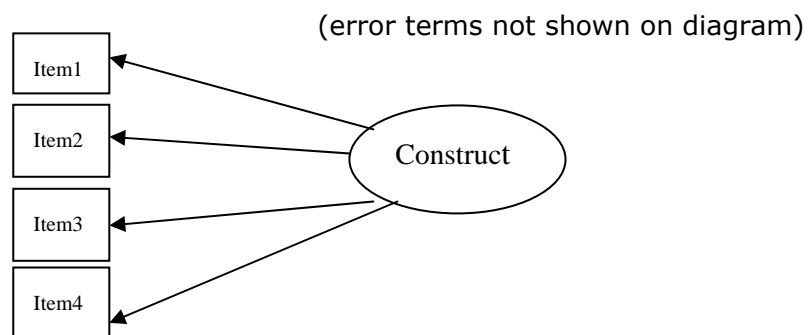 (error terms not shown on diagram)
Item1
Item2
Construct
Item3
Item4